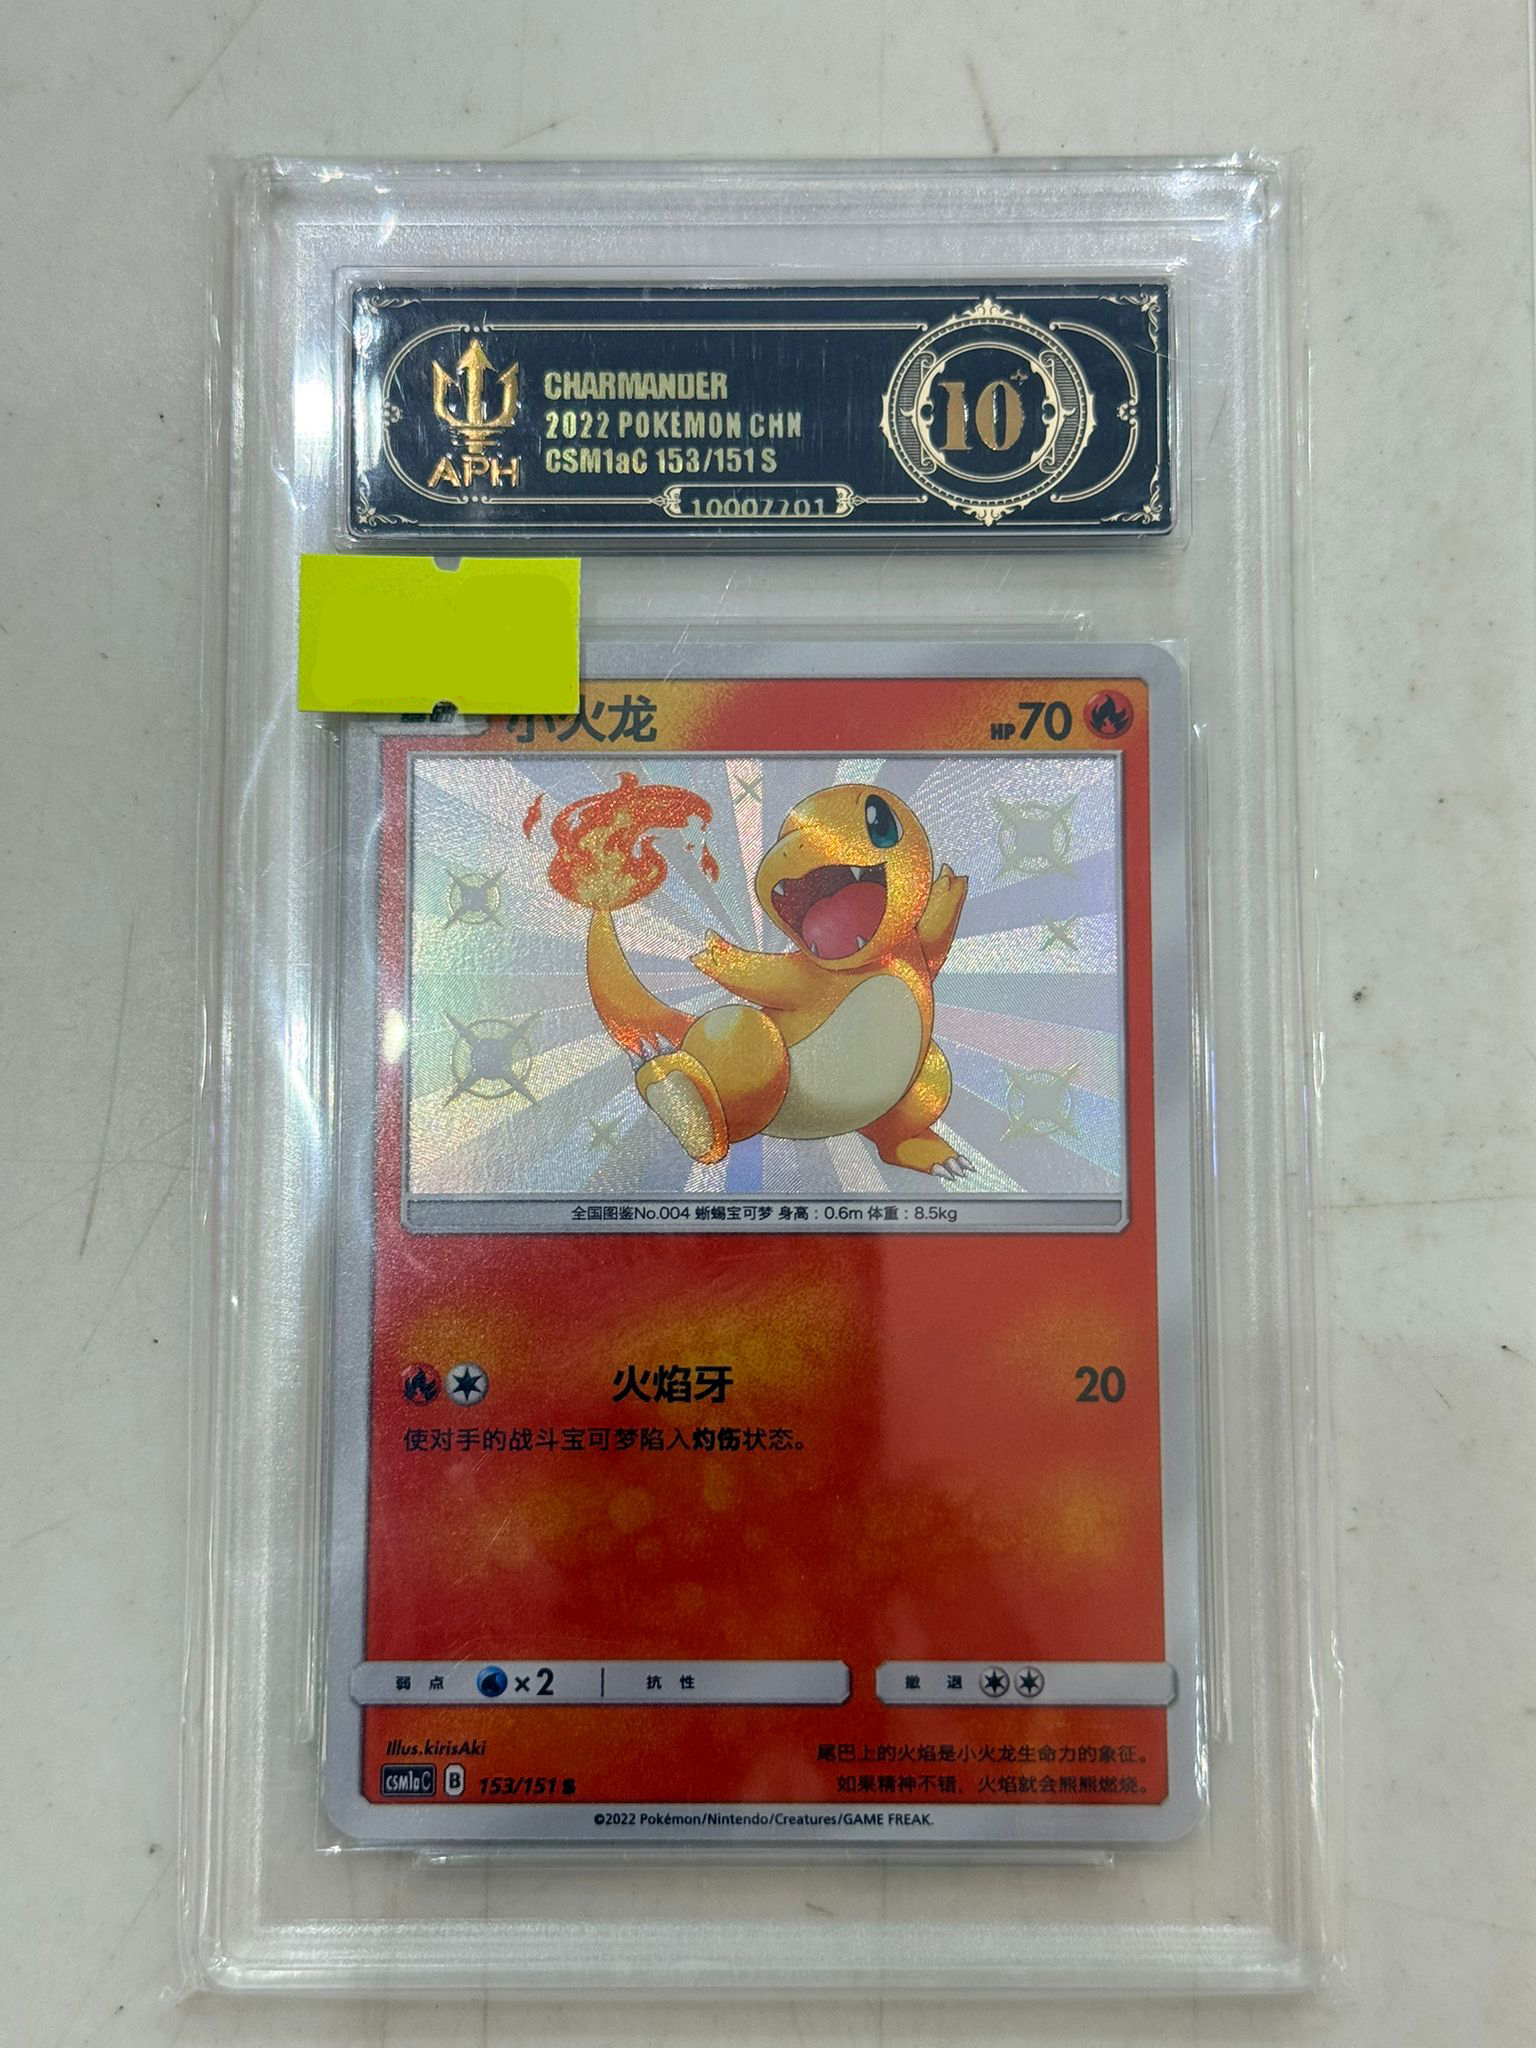 APH
CHARMANDER
2022 POKEMON CHN
CSM1aC 153/151 S
10+
10007701
小火龙
HP70
全国图鉴No.004 蜥蜴宝可梦 身高：0.6m 体重：8.5kg
火焰牙 20
使对手的战斗宝可梦陷入灼伤状态。
弱点 ×2 抗性 撤退
Illus.kirisAki
尾巴上的火焰是小火龙生命力的象征。
如果精神不错，火焰就会熊熊燃烧。
CSM1aC B 153/151 S
©2022 Pokémon/Nintendo/Creatures/GAME FREAK.